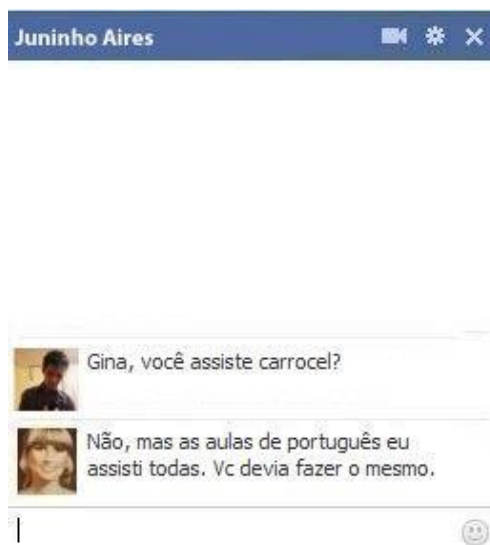 Juninho Aires
Gina, você assiste carrocel?
Não, mas as aulas de português eu
assisti todas. Vc devia fazer o mesmo.